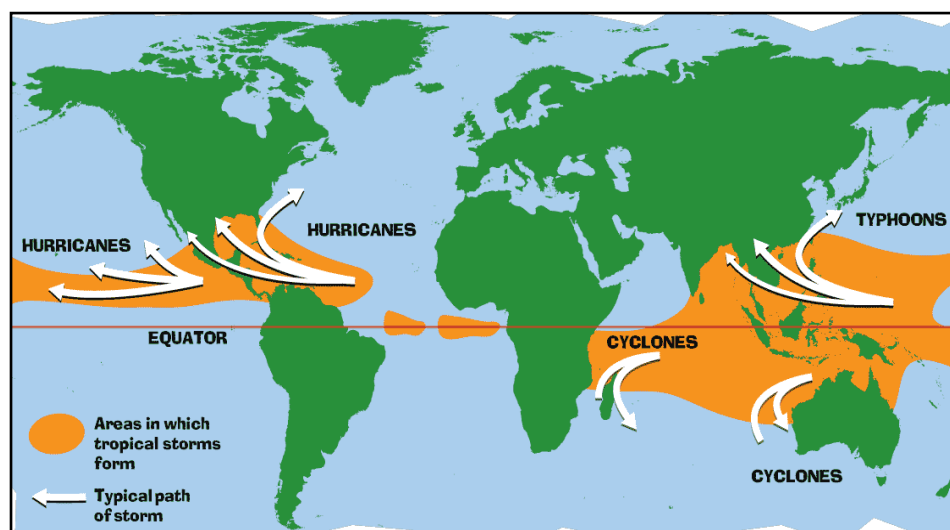 HURRICANES
HURRICANES
TYPHOONS
EQUATOR
CYCLONES
Areas in which
tropical storms
form
Typical path
of storm
CYCLONES